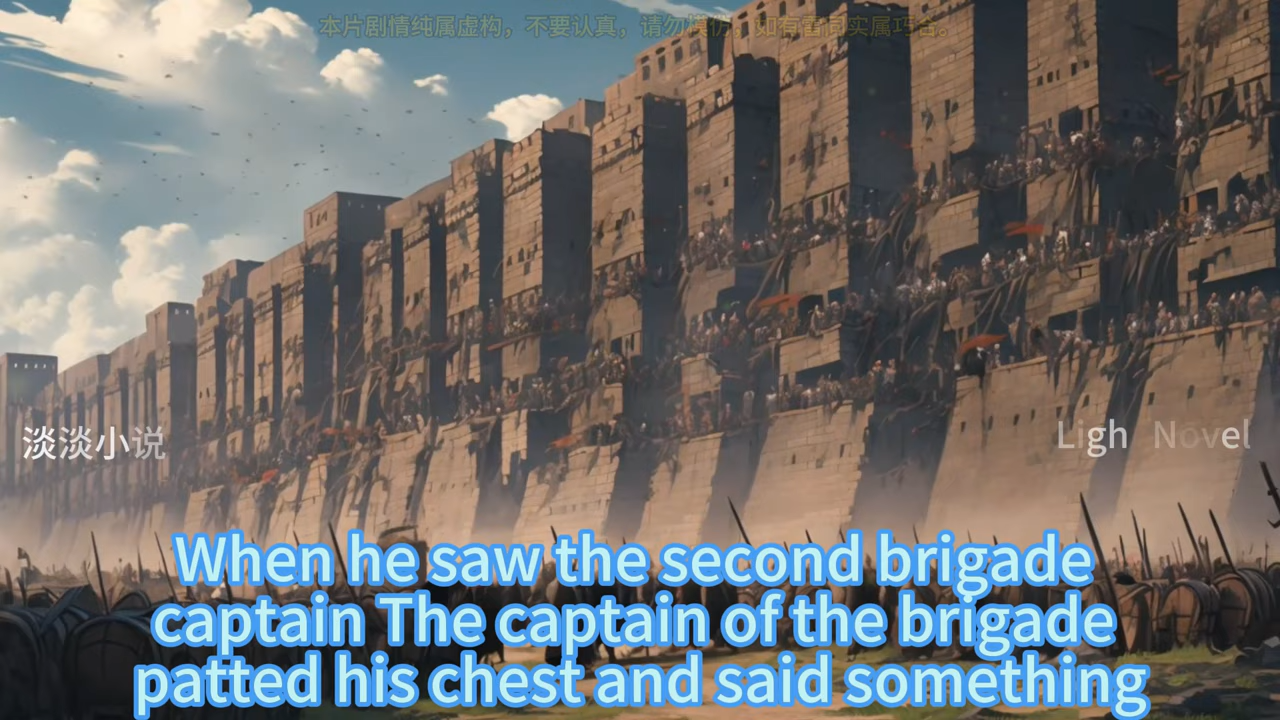 本片剧情纯属虚构，不要认真，请勿模仿，如有雷同实属巧合。
淡淡小说
Ligh Novel
When he saw the second brigade
captain The captain of the brigade
patted his chest and said something